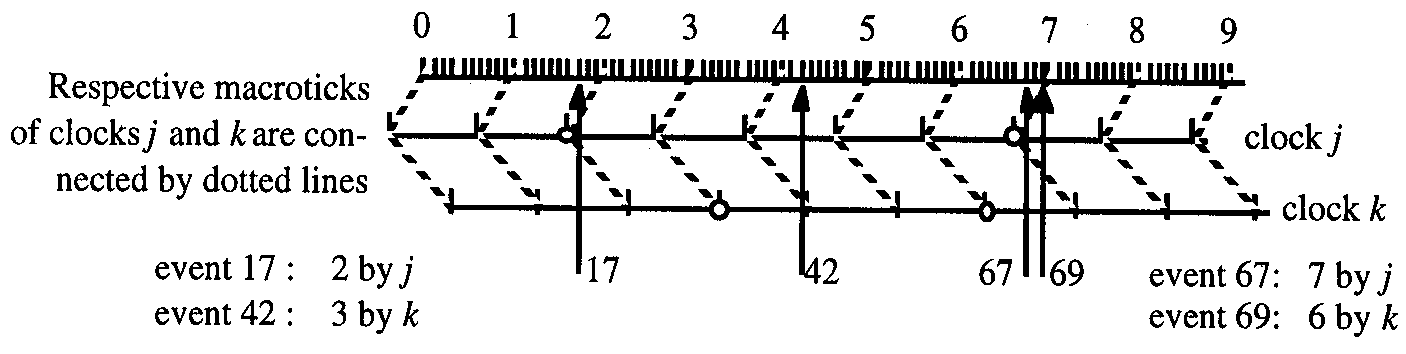 0 1 2 3 4 5 6 7 8 9
Respective macroticks
of clocks j and k are con-
nected by dotted lines
clock j
clock k
17 42 67 69
event 17 : 2 by j
event 42 : 3 by k
event 67: 7 by j
event 69: 6 by k